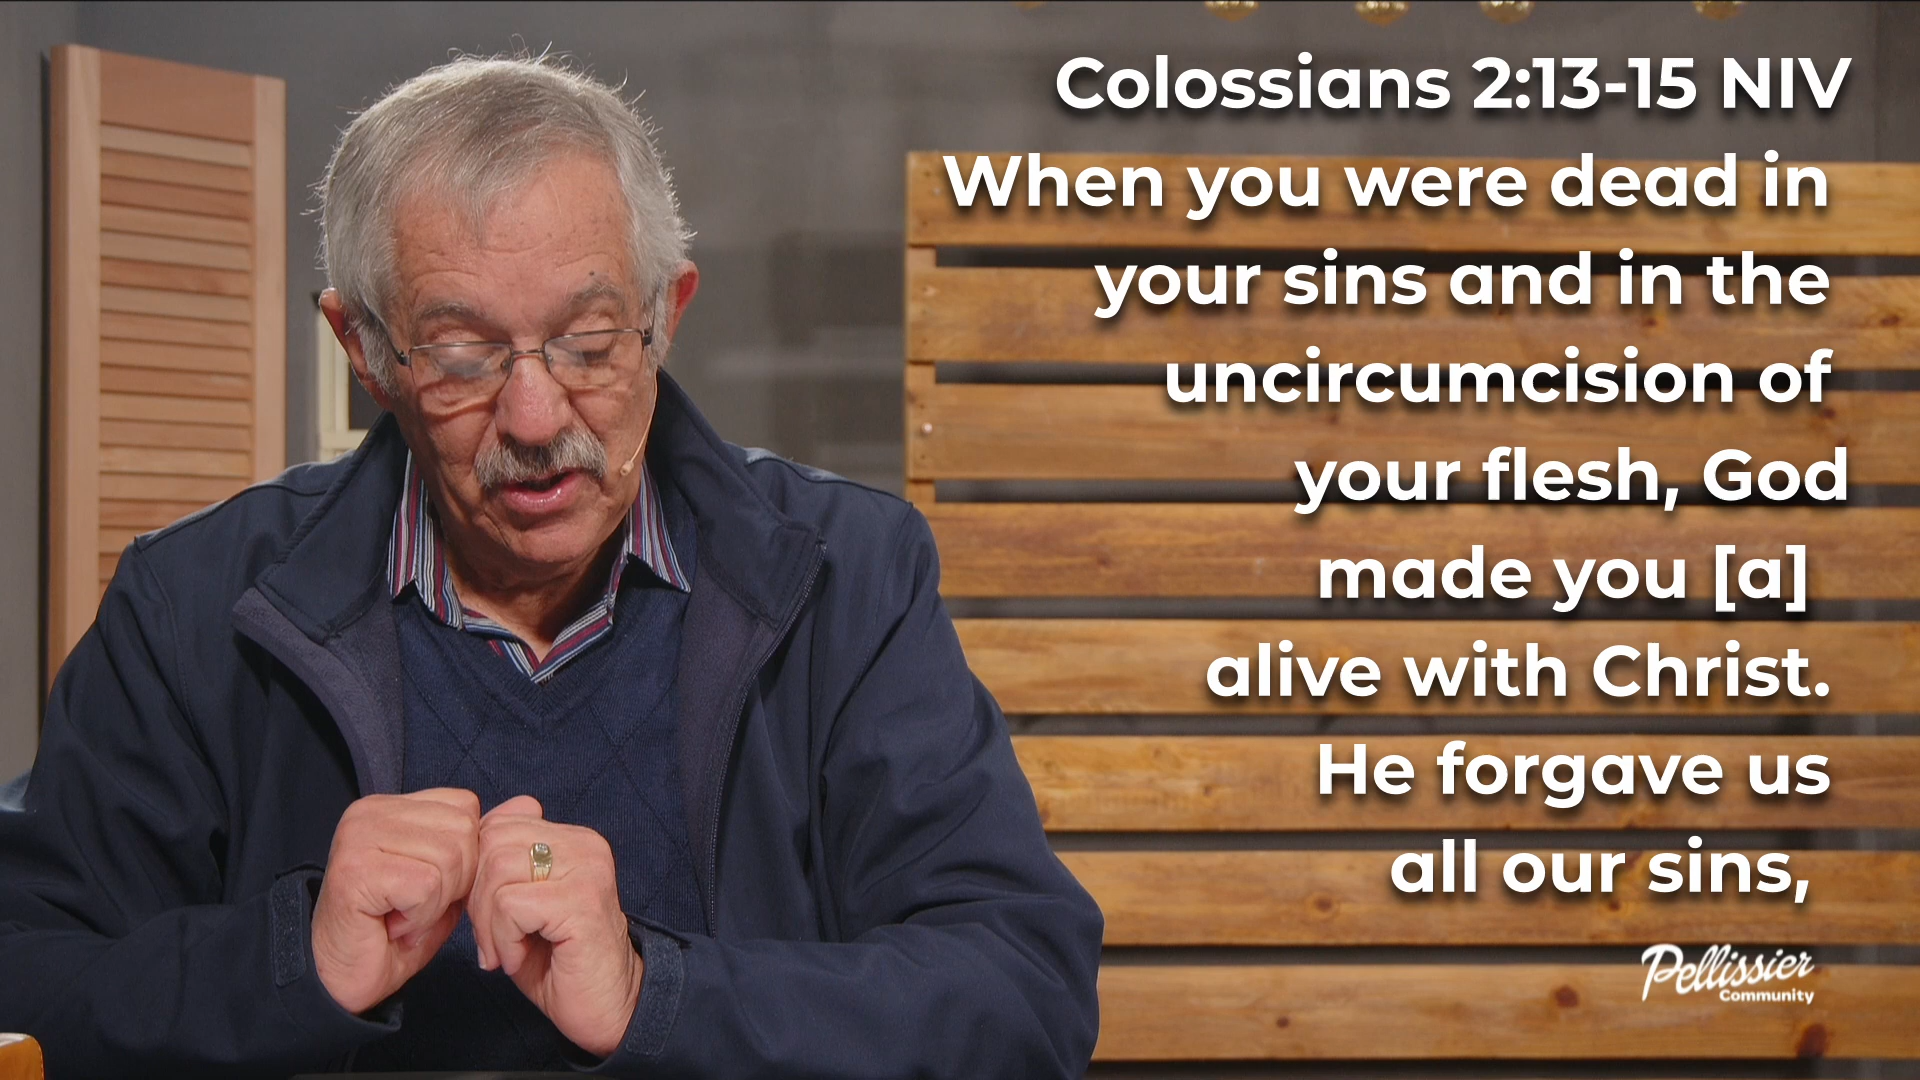 Colossians 2:13-15 NIV
When you were dead in
your sins and in the
uncircumcision of
your flesh, God
made you [a]
alive with Christ.
He forgave us
all our sins,
Pellissier
Community